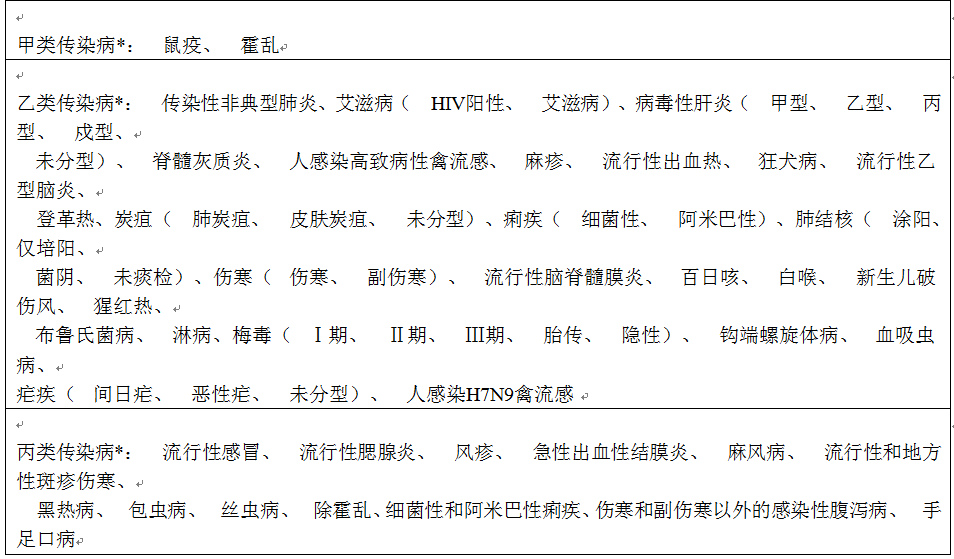 甲类传染病*： 鼠疫、 霍乱
乙类传染病*： 传染性非典型肺炎、艾滋病（ HIV阳性、 艾滋病）、病毒性肝炎（ 甲型、 乙型、 丙
型、 戍型、
未分型）、 脊髓灰质炎、 人感染高致病性禽流感、 麻疹、 流行性出血热、 狂犬病、 流行性乙
型脑炎、
登革热、炭疽（ 肺炭疽、 皮肤炭疽、 未分型）、痢疾（ 细菌性、 阿米巴性）、肺结核（ 涂阳、
仅培阳、
菌阴、 未痰检）、伤寒（ 伤寒、 副伤寒）、 流行性脑脊髓膜炎、 百日咳、 白喉、 新生儿破
伤风、 猩红热、
布鲁氏菌病、 淋病、梅毒（ Ⅰ期、 Ⅱ期、 Ⅲ期、 胎传、 隐性）、 钩端螺旋体病、 血吸虫
病、
疟疾（ 间日疟、 恶性疟、 未分型）、 人感染H7N9禽流感
丙类传染病*： 流行性感冒、 流行性腮腺炎、 风疹、 急性出血性结膜炎、 麻风病、 流行性和地方
性斑疹伤寒、
黑热病、 包虫病、 丝虫病、 除霍乱、细菌性和阿米巴性痢疾、伤寒和副伤寒以外的感染性腹泻病、 手
足口病